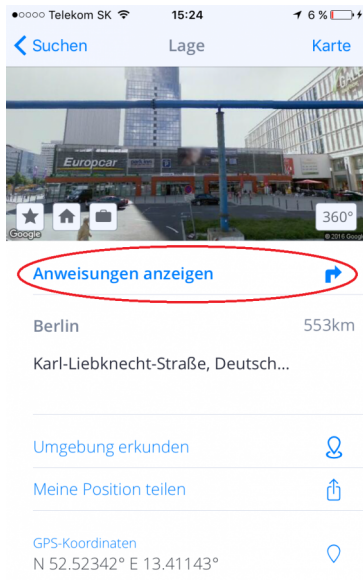 Telekom SK 15:24 6 %
Suchen Lage Karte
Europcar
360°
Google © 2016 Google
Anweisungen anzeigen
Berlin 553km
Karl-Liebknecht-Straße, Deutsch...
Umgebung erkunden
Meine Position teilen
GPS-Koordinaten
N 52.52342° E 13.41143°